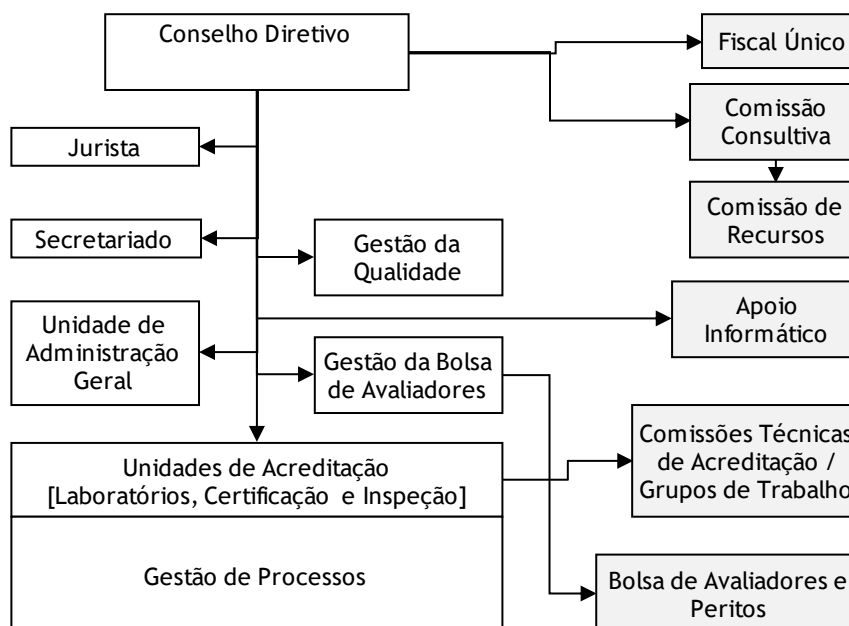 Conselho Diretivo
Fiscal Único
Comissão
Consultiva
Jurista
Comissão de
Recursos
Secretariado
Gestão da
Qualidade
Apoio
Informático
Unidade de
Administração
Geral
Gestão da Bolsa
de Avaliadores
Comissões Técnicas
de Acreditação /
Grupos de Trabalho
Unidades de Acreditação
[Laboratórios, Certificação e Inspeção]
Gestão de Processos
Bolsa de Avaliadores e
Peritos